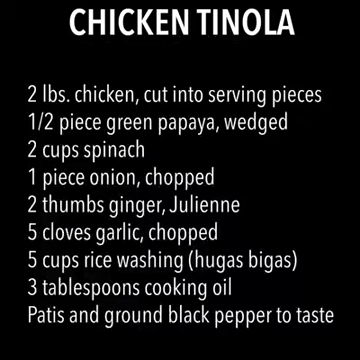 CHICKEN TINOLA
2 lbs. chicken, cut into serving pieces
1/2 piece green papaya, wedged
2 cups spinach
1 piece onion, chopped
2 thumbs ginger, Julienne
5 cloves garlic, chopped
5 cups rice washing (hugas bigas)
3 tablespoons cooking oil
Patis and ground black pepper to taste